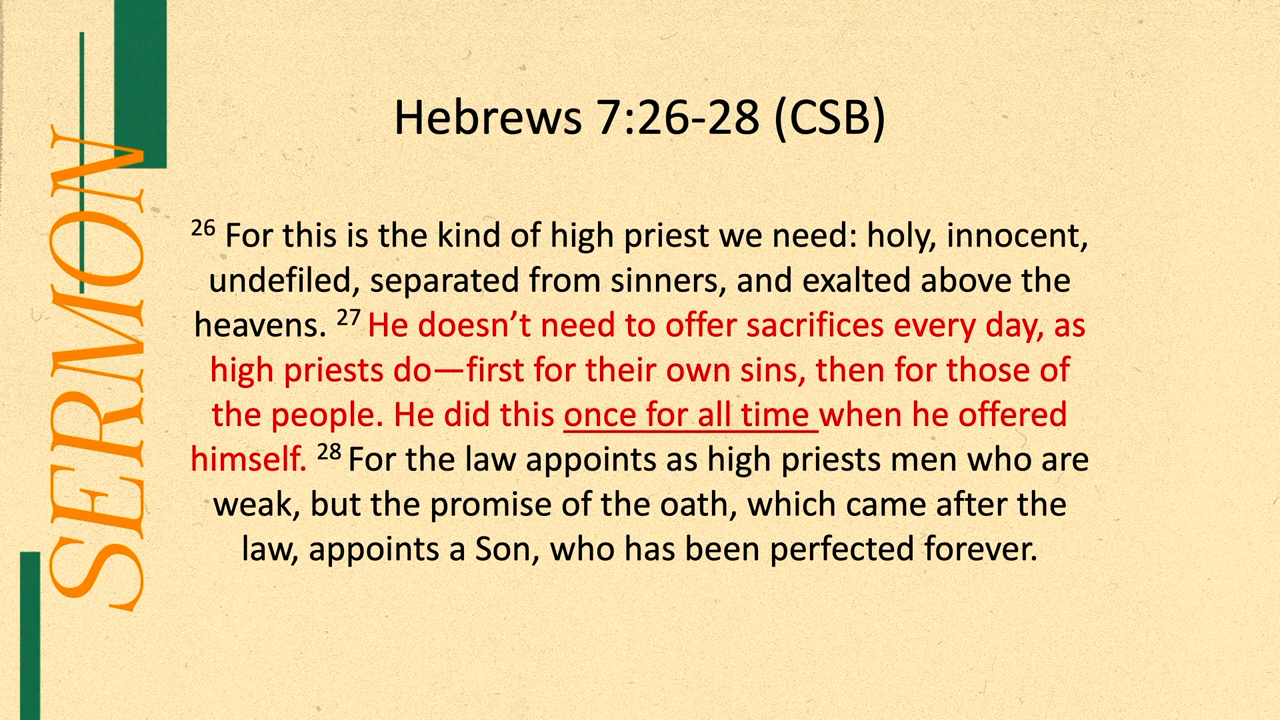 SERMON
Hebrews 7:26-28 (CSB)
26 For this is the kind of high priest we need: holy, innocent,
undefiled, separated from sinners, and exalted above the
heavens. 27 He doesn’t need to offer sacrifices every day, as
high priests do—first for their own sins, then for those of
the people. He did this once for all time when he offered
himself. 28 For the law appoints as high priests men who are
weak, but the promise of the oath, which came after the
law, appoints a Son, who has been perfected forever.